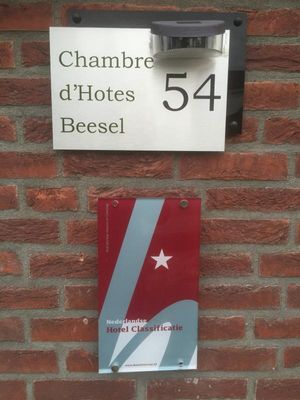 Chambre
d'Hotes
Beesel
54
Nederlandse
Hotel Classificatie